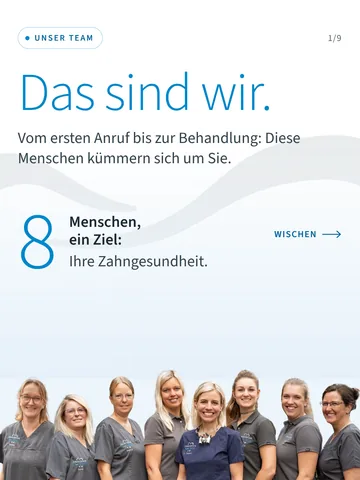 UNSER TEAM
1/9
Das sind wir.
Vom ersten Anruf bis zur Behandlung: Diese
Menschen kümmern sich um Sie.
8
Menschen,
ein Ziel:
Ihre Zahngesundheit.
WISCHEN